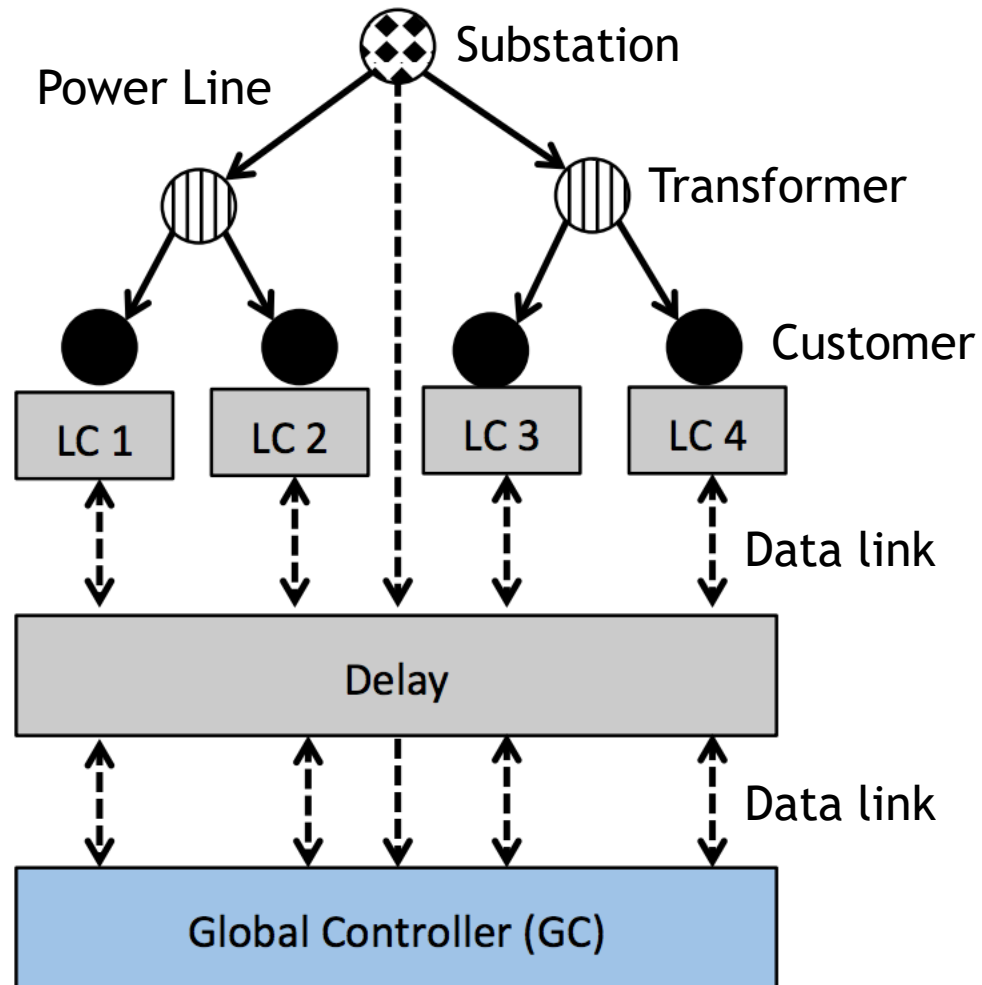 Substation
Power Line
Transformer
Customer
LC 1
LC 2
LC 3
LC 4
Data link
Delay
Data link
Global Controller (GC)